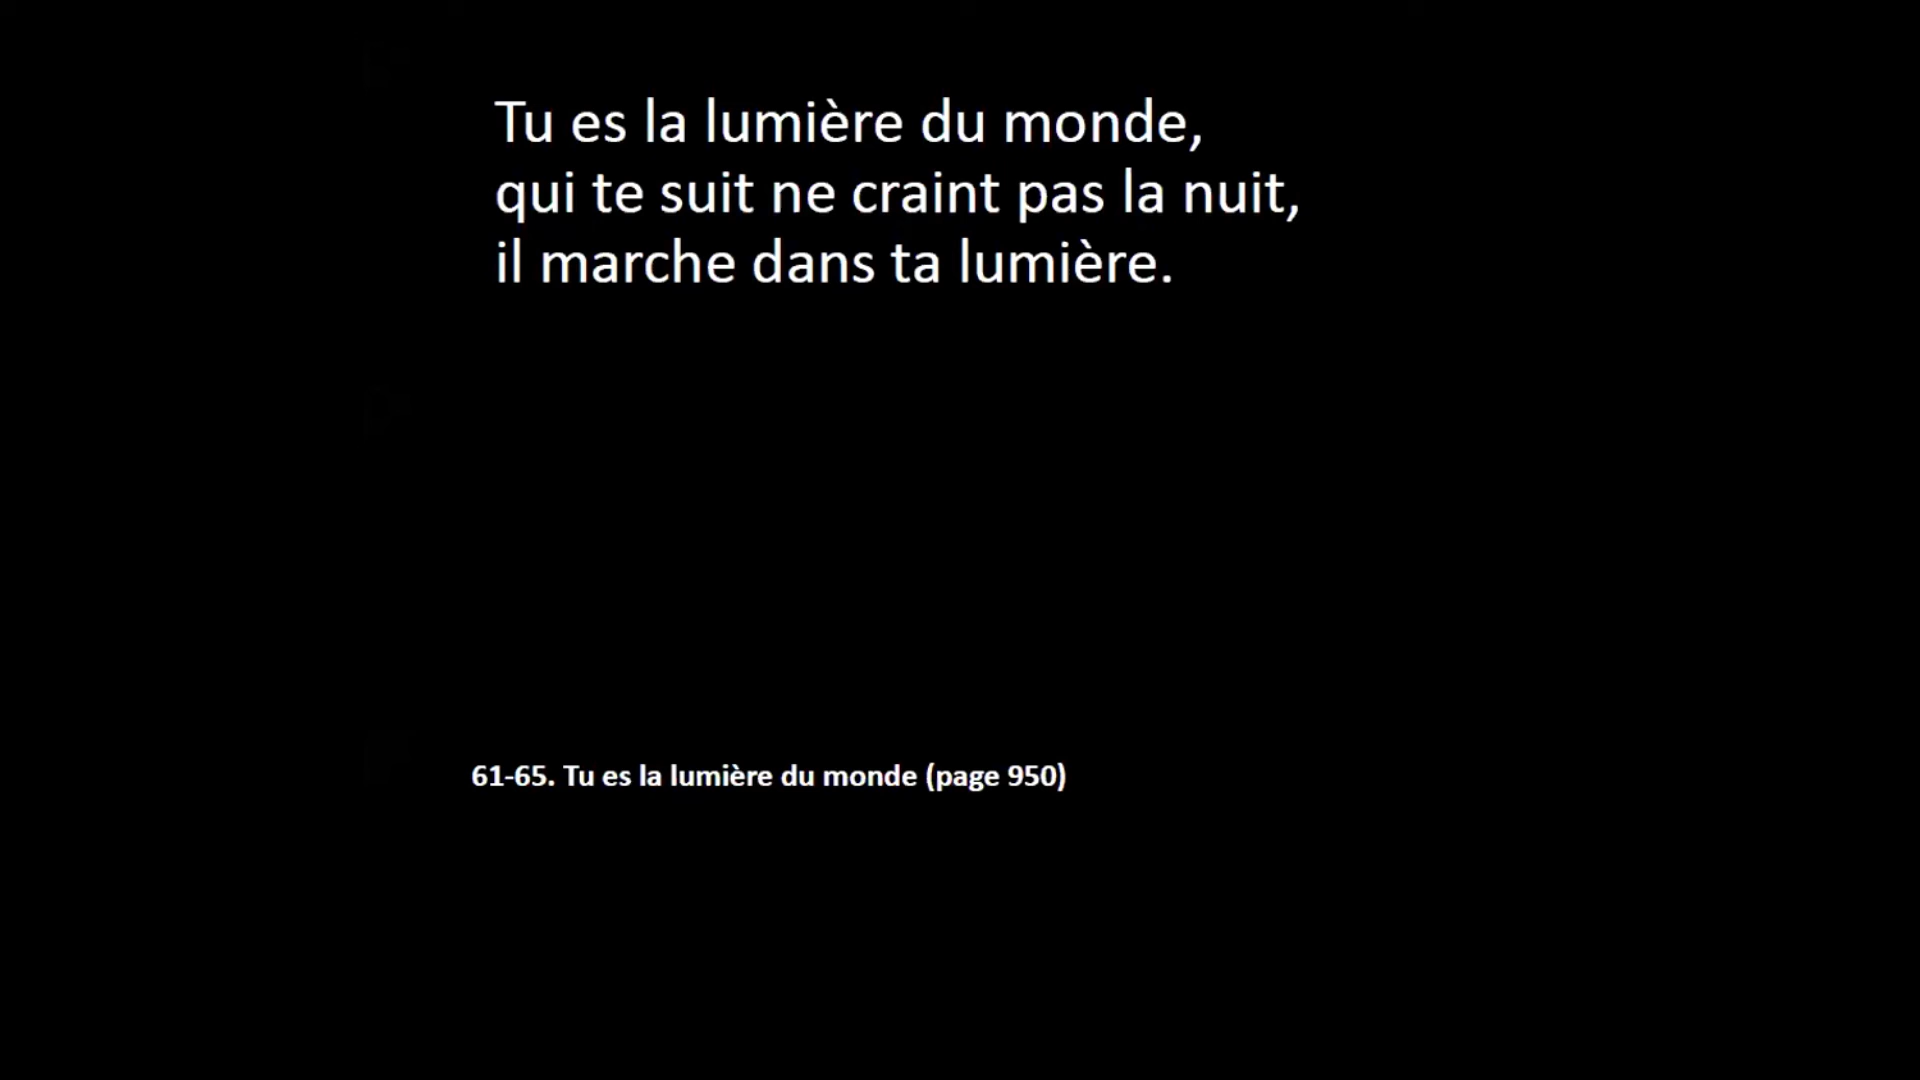 Tu es la lumière du monde,
qui te suit ne craint pas la nuit,
il marche dans ta lumière.
61-65. Tu es la lumière du monde (page 950)